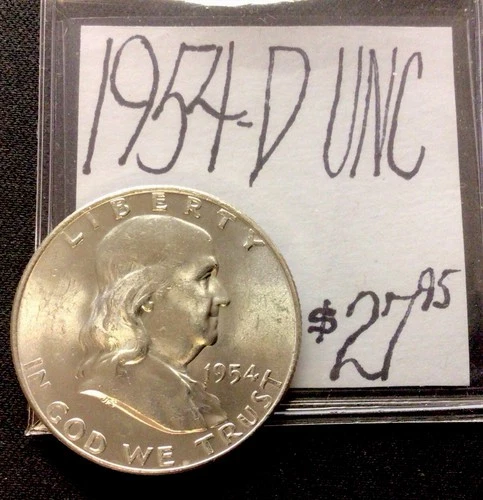 1954-D UNC
$27.95
LIBERTY
1954
IN GOD WE TRUST